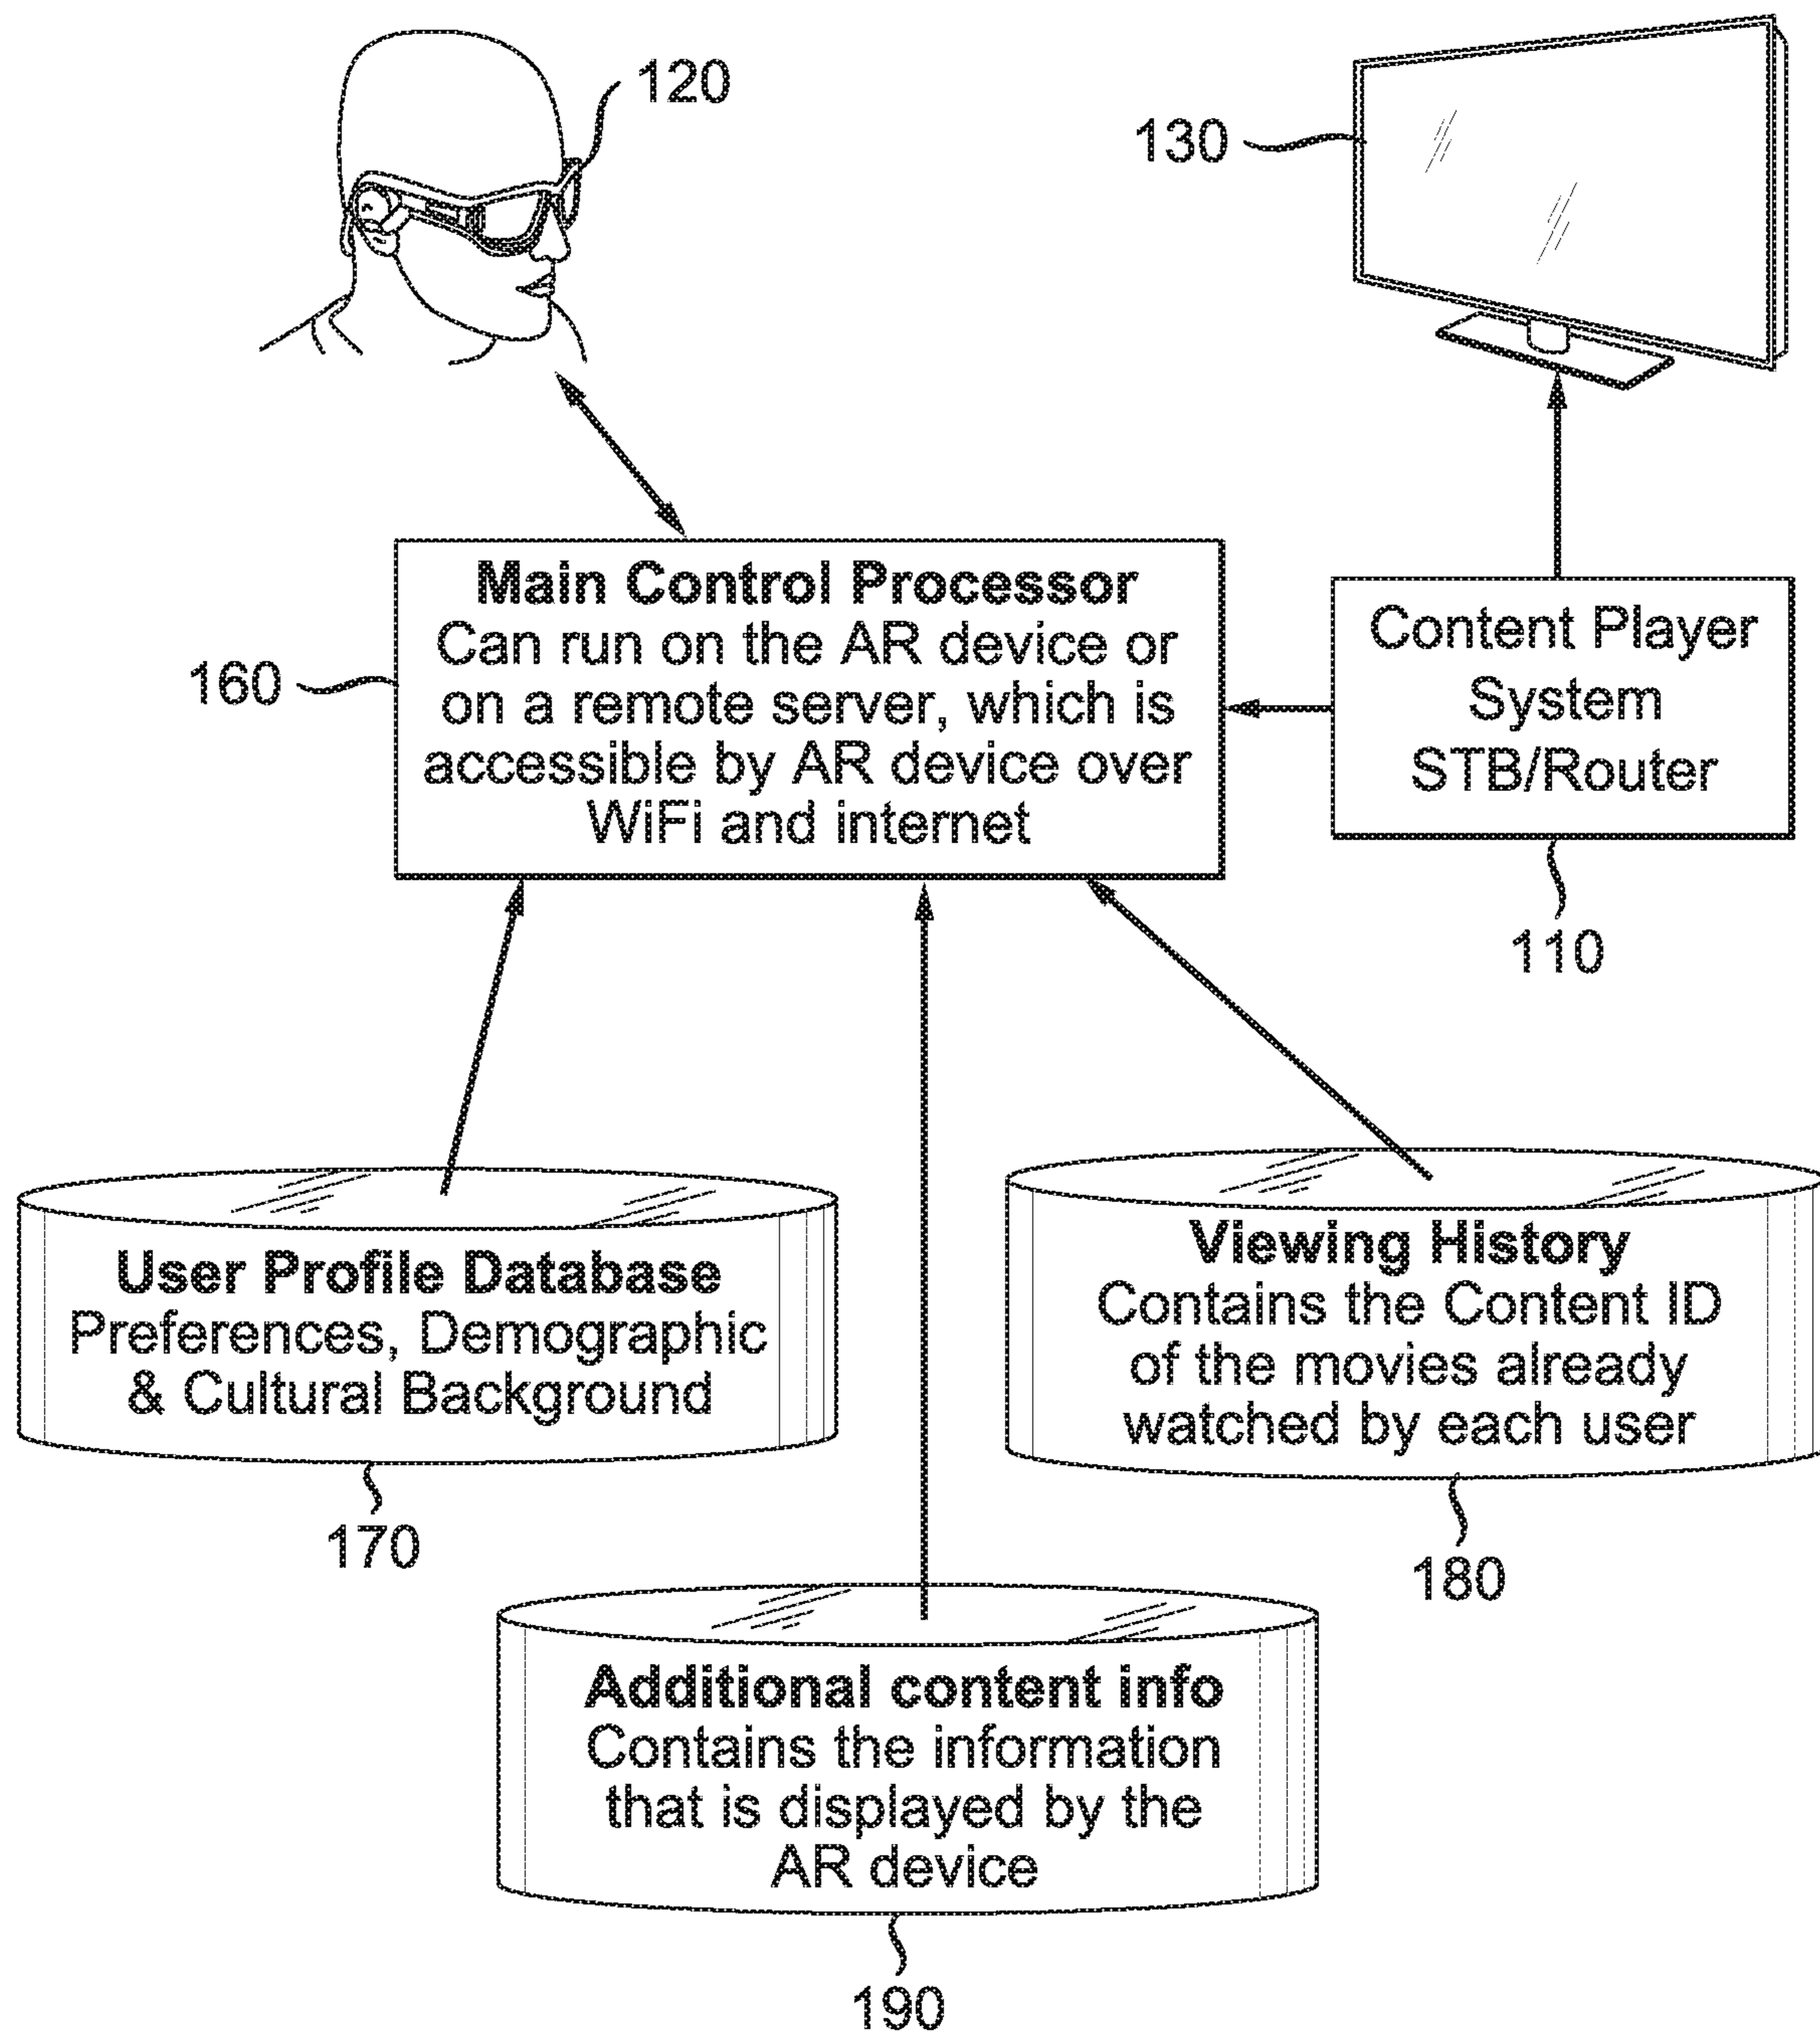 120
130
Main Control Processor
Can run on the AR device or
on a remote server, which is
accessible by AR device over
WiFi and internet
160
Content Player
System
STB/Router
110
User Profile Database
Preferences, Demographic
& Cultural Background
170
Viewing History
Contains the Content ID
of the movies already
watched by each user
180
Additional content info
Contains the information
that is displayed by the
AR device
190